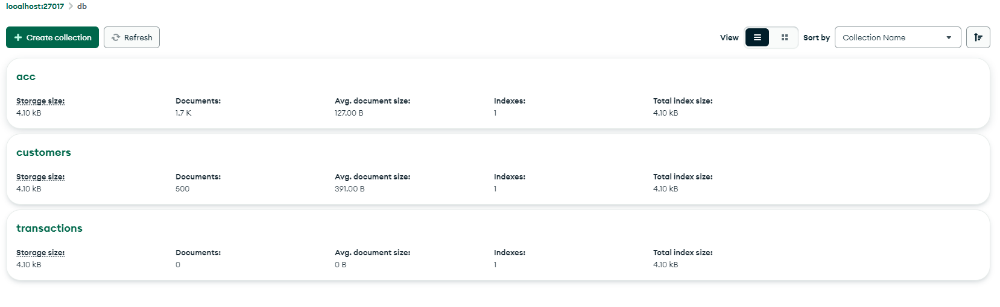 localhost:27017 > db
+ Create collection Refresh View Sort by Collection Name
acc
Storage size: Documents: Avg. document size: Indexes: Total index size:
4.10 kB 1.7 K 127.00 B 1 4.10 kB
customers
Storage size: Documents: Avg. document size: Indexes: Total index size:
4.10 kB 500 391.00 B 1 4.10 kB
transactions
Storage size: Documents: Avg. document size: Indexes: Total index size:
4.10 kB 0 0 B 1 4.10 kB